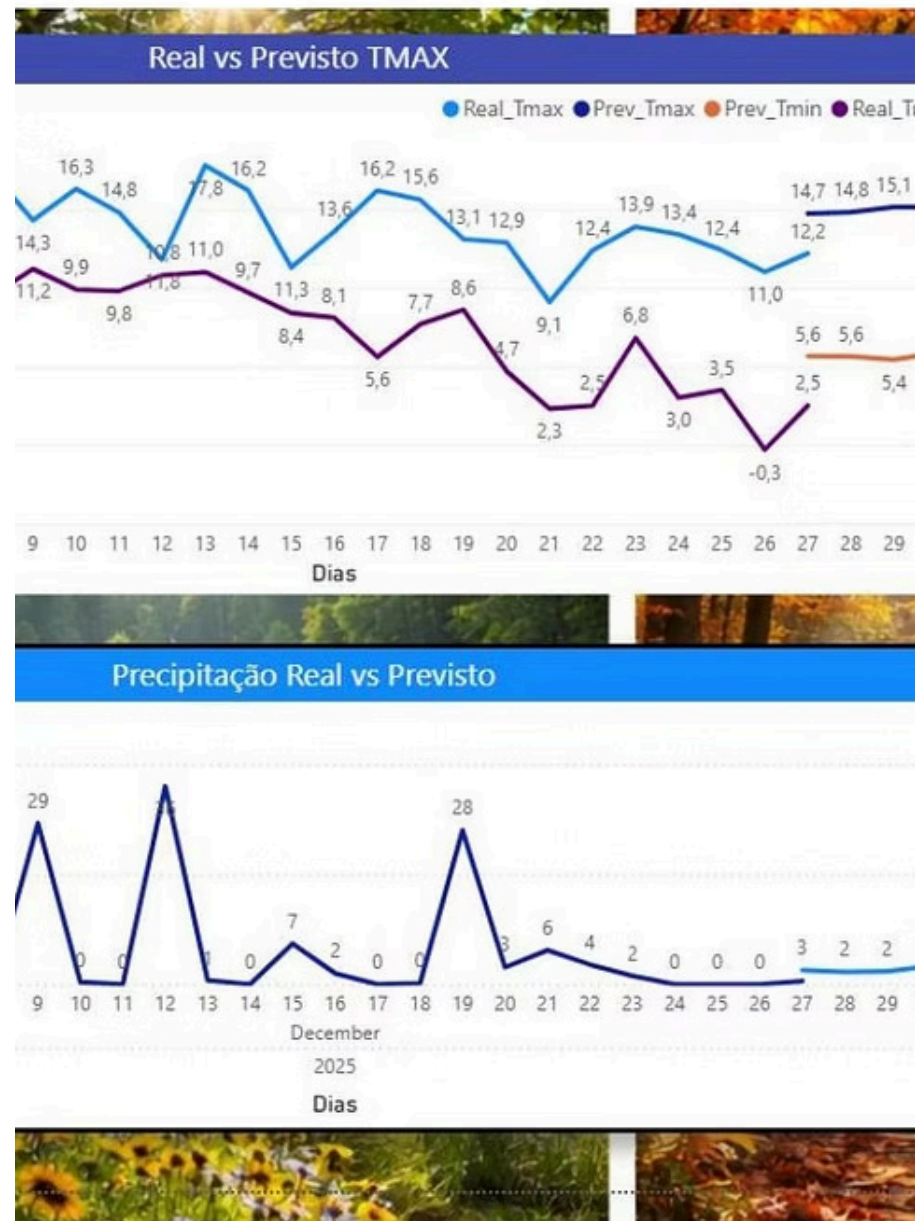 Real vs Previsto TMAX
Real_Tmax Prev_Tmax Prev_Tmin Real_T
16,3 14,8 17,8 16,2 13,6 16,2 15,6 13,1 12,9 12,4 13,9 13,4 12,4 14,7 14,8 15,1
14,3 10,8 11,3 9,1 11,0 12,2
11,2 9,9 9,8 11,8 11,0 9,7 8,4 8,1 5,6 7,7 8,6 4,7 2,3 2,5 6,8 3,0 3,5 -0,3 2,5
5,6 5,6 5,4
9 10 11 12 13 14 15 16 17 18 19 20 21 22 23 24 25 26 27 28 29
Dias
Precipitação Real vs Previsto
29 0 0 36 1 0 7 2 0 0 28 3 6 4 2 0 0 0 3 2 2
9 10 11 12 13 14 15 16 17 18 19 20 21 22 23 24 25 26 27 28 29
December
2025
Dias